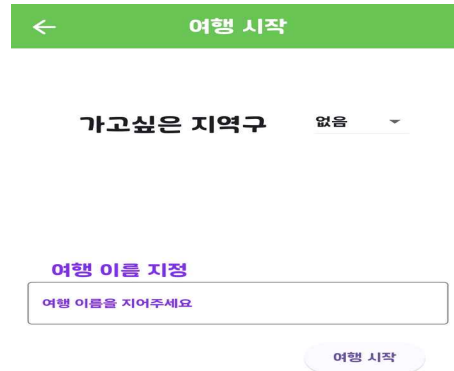 여행 시작
가고싶은 지역구 없음
여행 이름 지정
여행 이름을 지어주세요
여행 시작